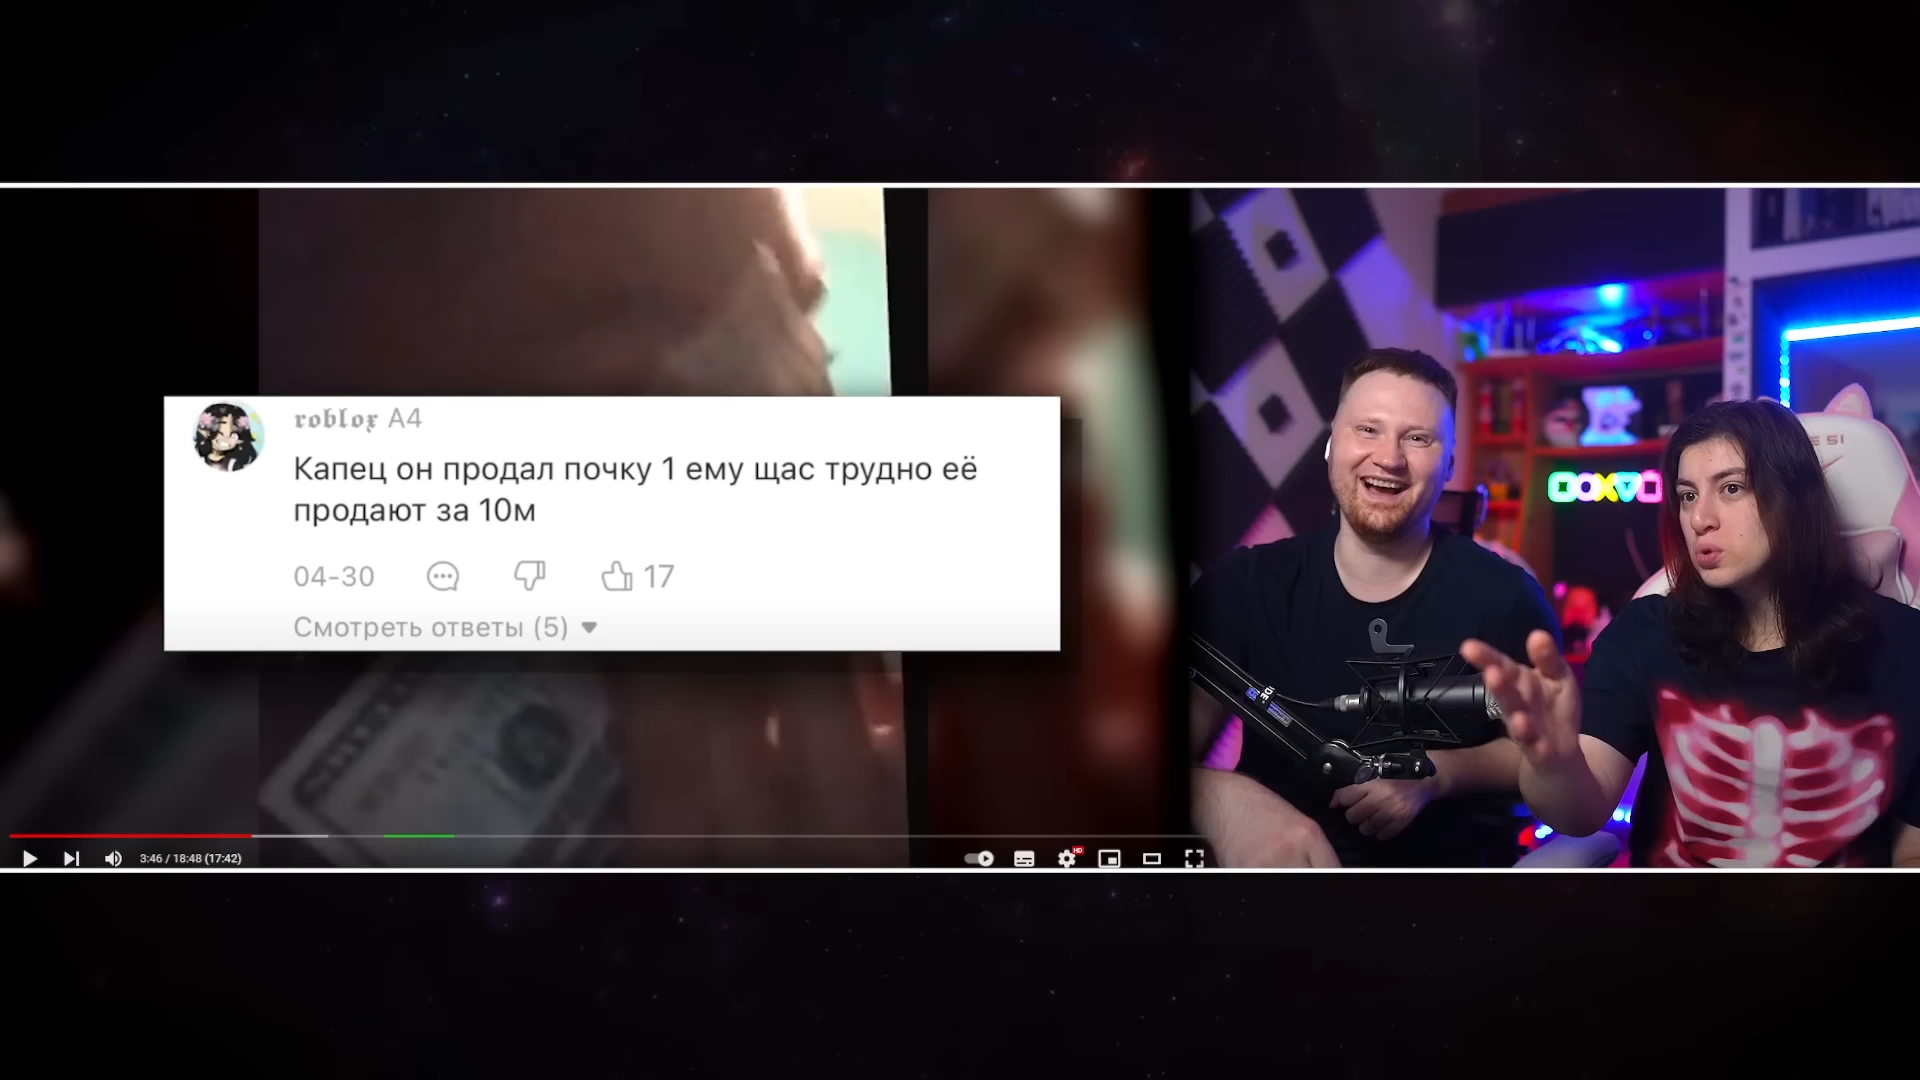 𝖗𝖔𝖇𝖑𝖔𝖝 A4
Капец он продал почку 1 ему щас трудно её
продают за 10м
04-30
17
Смотреть ответы (5)
3:46 / 18:48 (17:42)
HD